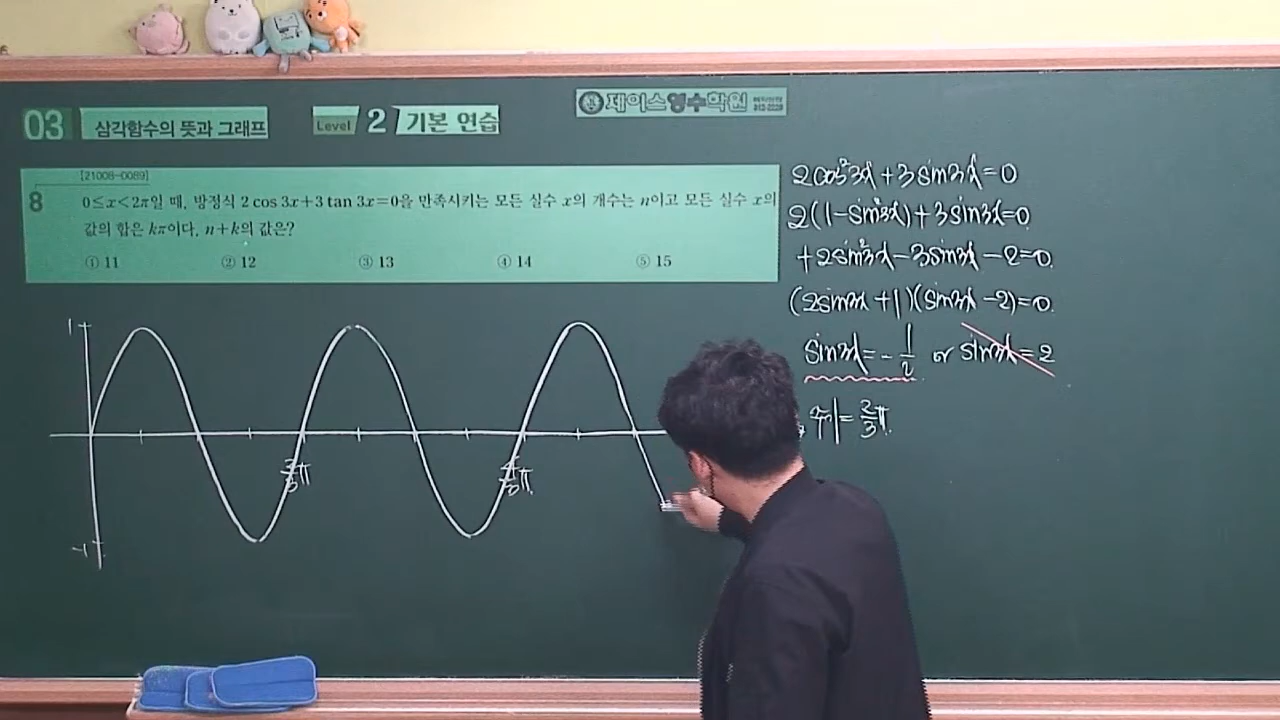 03 삼각함수의 뜻과 그래프 Level 2 기본 연습
제이스영수학원
[21008-0089]
8 0≤x<2π일 때, 방정식 2 cos 3x+3 tan 3x=0을 만족시키는 모든 실수 x의 개수는 n이고 모든 실수 x의
값의 합은 kπ이다. n+k의 값은?
① 11 ② 12 ③ 13 ④ 14 ⑤ 15
2cos²3x+3sin3x=0
2(1-sin²3x)+3sin3x=0.
+2sin²3x-3sin3x-2=0.
(2sin3x+1)(sin3x-2)=0.
sin3x=-1/2 or sin3x=2
주기=2/3π.
1
2/3π
4/3π.
-1